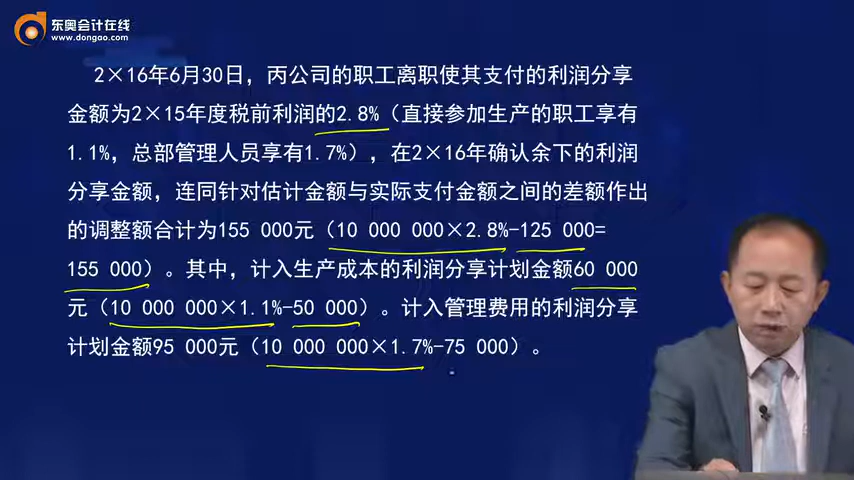 东奥会计在线
www.dongao.com
2×16年6月30日，丙公司的职工离职使其支付的利润分享
金额为2×15年度税前利润的2.8%（直接参加生产的职工享有
1.1%，总部管理人员享有1.7%），在2×16年确认余下的利润
分享金额，连同针对估计金额与实际支付金额之间的差额作出
的调整额合计为155 000元（10 000 000×2.8%-125 000=
155 000）。其中，计入生产成本的利润分享计划金额60 000
元（10 000 000×1.1%-50 000）。计入管理费用的利润分享
计划金额95 000元（10 000 000×1.7%-75 000）。